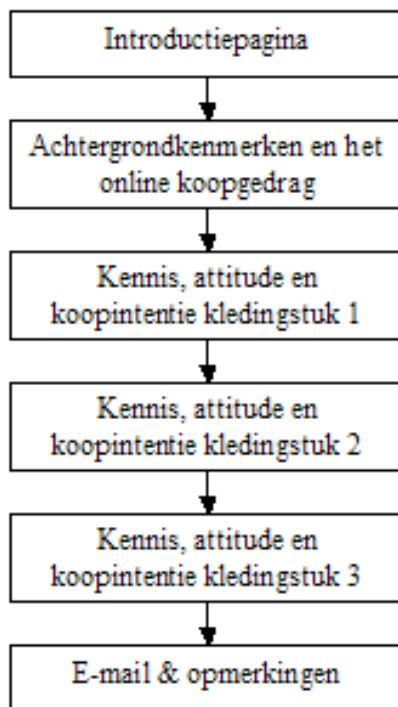 Introductiepagina
Achtergrondkenmerken en het
online koopgedrag
Kennis, attitude en
koopintentie kledingstuk 1
Kennis, attitude en
koopintentie kledingstuk 2
Kennis, attitude en
koopintentie kledingstuk 3
E-mail & opmerkingen